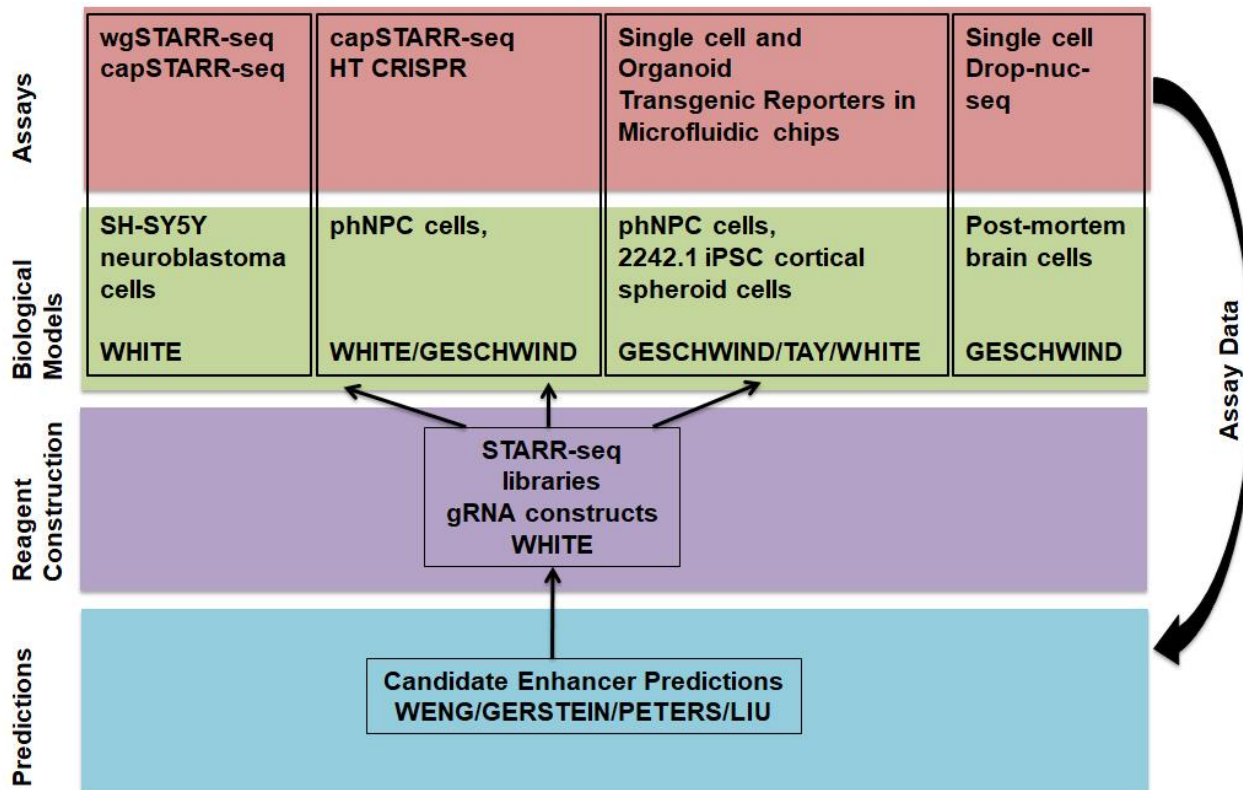 Assays
wgSTARR-seq
capSTARR-seq
capSTARR-seq
HT CRISPR
Single cell and
Organoid
Transgenic Reporters in
Microfluidic chips
Single cell
Drop-nuc-
seq
Biological
Models
SH-SY5Y
neuroblastoma
cells
WHITE
phNPC cells,
WHITE/GESCHWIND
phNPC cells,
2242.1 iPSC cortical
spheroid cells
GESCHWIND/TAY/WHITE
Post-mortem
brain cells
GESCHWIND
Assay Data
Reagent
Construction
STARR-seq
libraries
gRNA constructs
WHITE
Predictions
Candidate Enhancer Predictions
WENG/GERSTEIN/PETERS/LIU